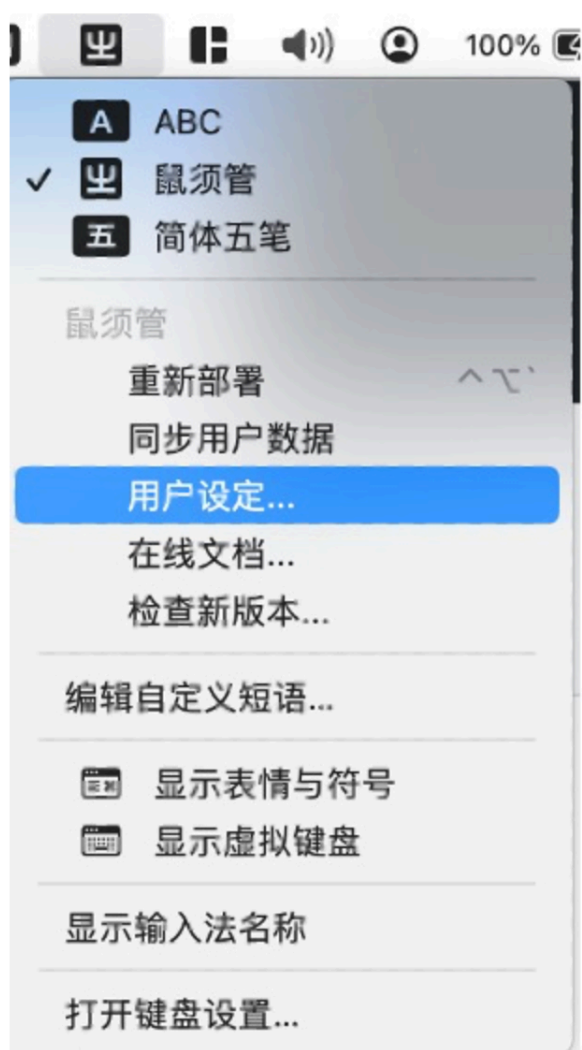 㞢 100%
A ABC
✓ 㞢 鼠须管
五 简体五笔
鼠须管
重新部署 ^⌥`
同步用户数据
用户设定...
在线文档...
检查新版本...
编辑自定义短语...
显示表情与符号
显示虚拟键盘
显示输入法名称
打开键盘设置...